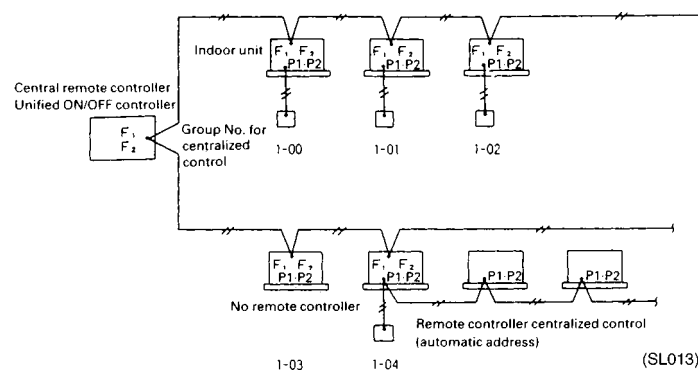 Indoor unit
F₁ F₂
P1·P2
F₁ F₂
P1·P2
F₁ F₂
P1·P2
Central remote controller
Unified ON/OFF controller
F₁
F₂
Group No. for
centralized
control
1-00
1-01
1-02
F₁ F₂
P1·P2
F₁ F₂
P1·P2
P1·P2
P1·P2
No remote controller
Remote controller centralized control
(automatic address)
1-03
1-04
(SL013)